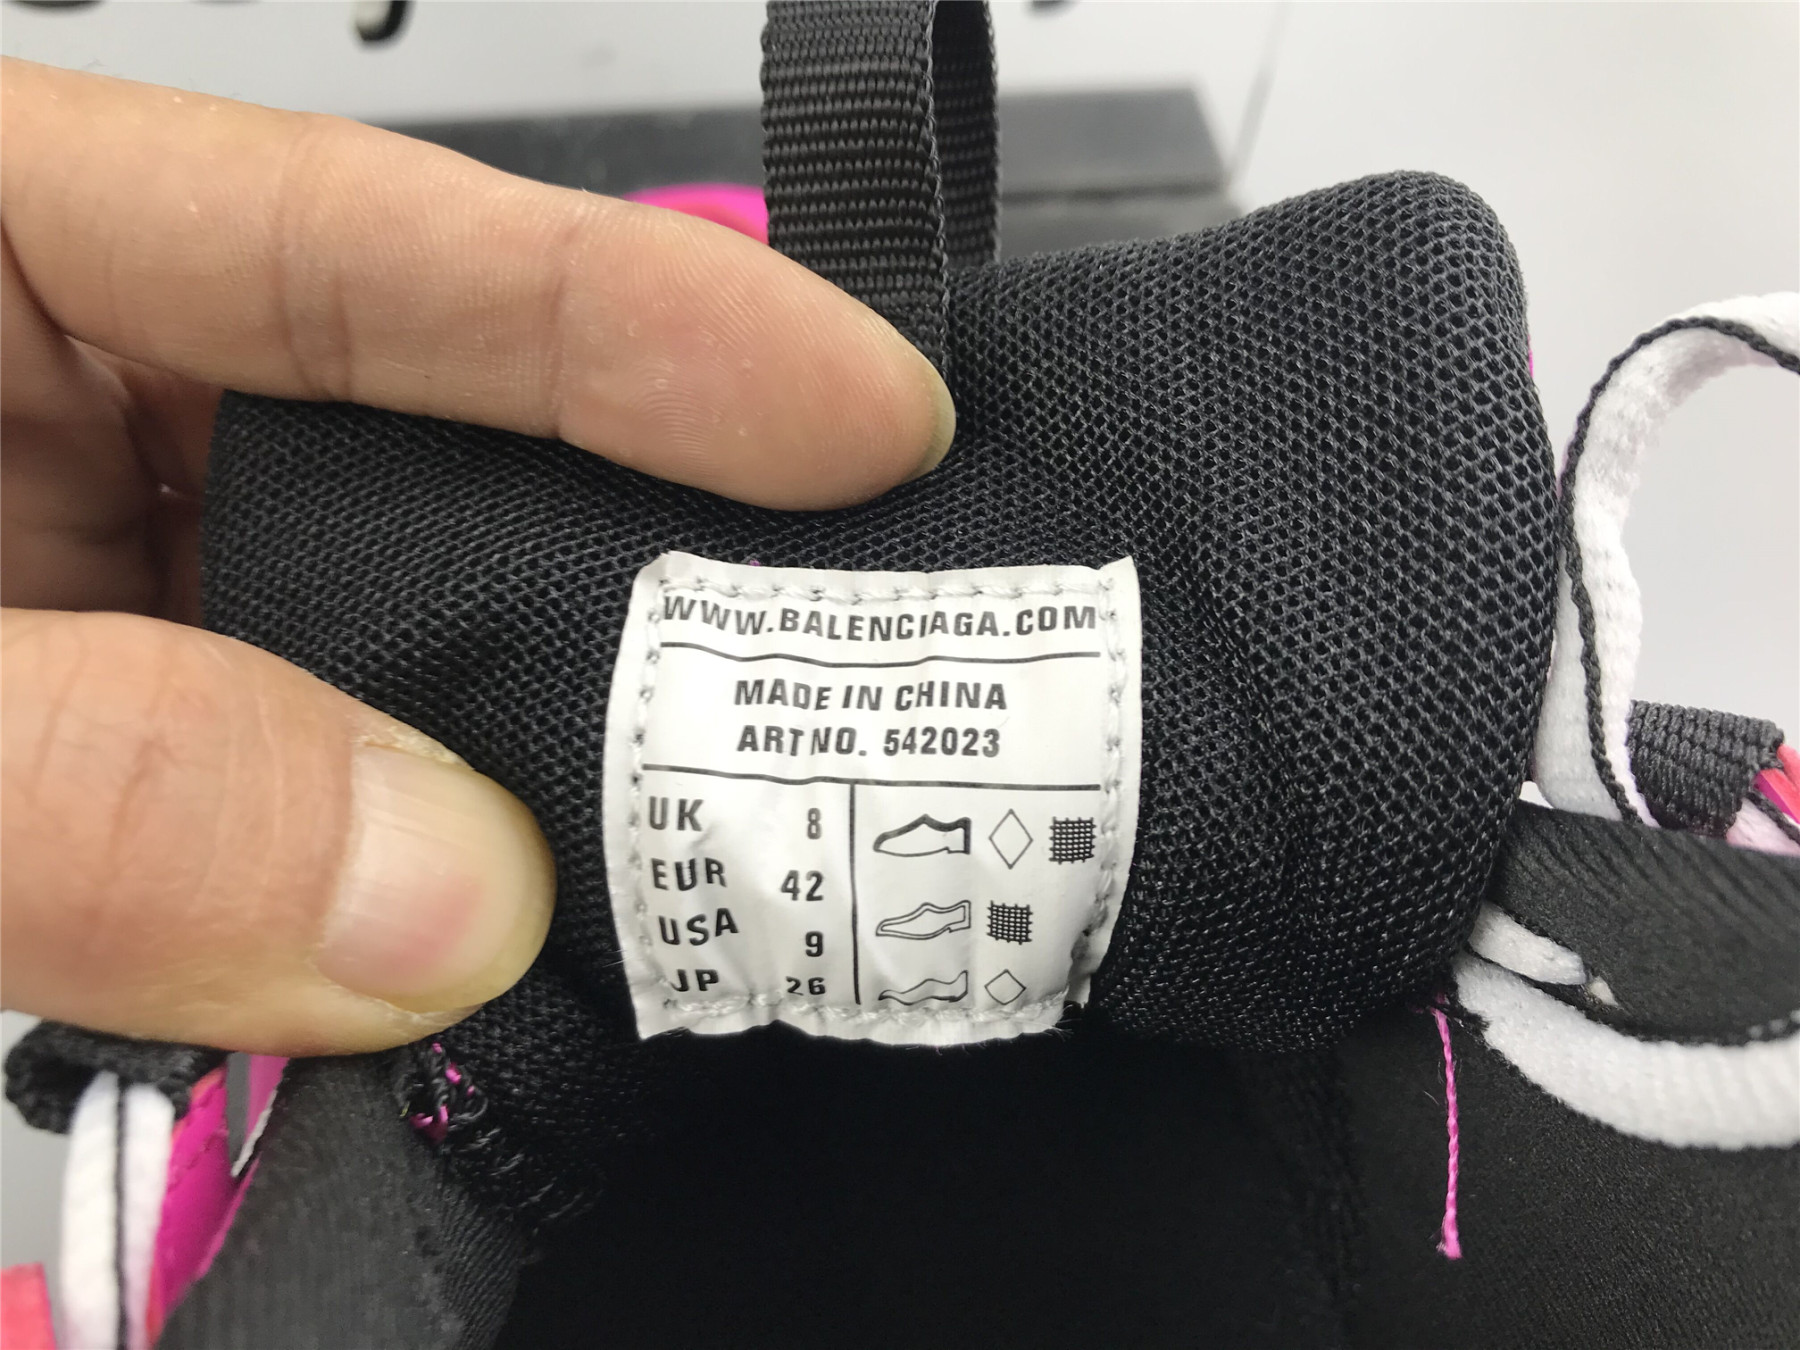 WWW.BALENCIAGA.COM
MADE IN CHINA
ART NO. 542023
UK 8
EUR 42
USA 9
JP 26